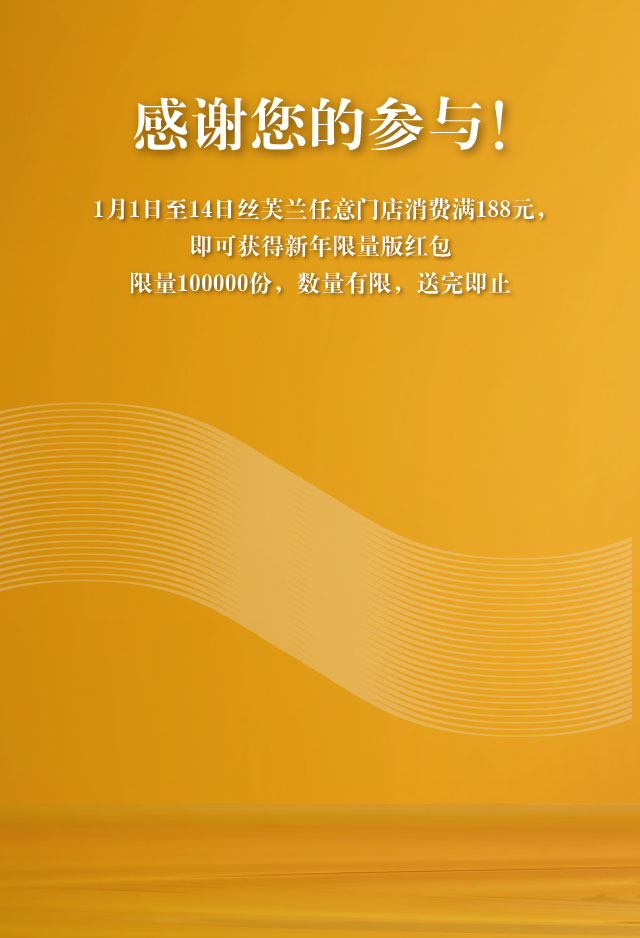 感谢您的参与!
1月1日至14日丝芙兰任意门店消费满188元，
即可获得新年限量版红包
限量100000份，数量有限，送完即止